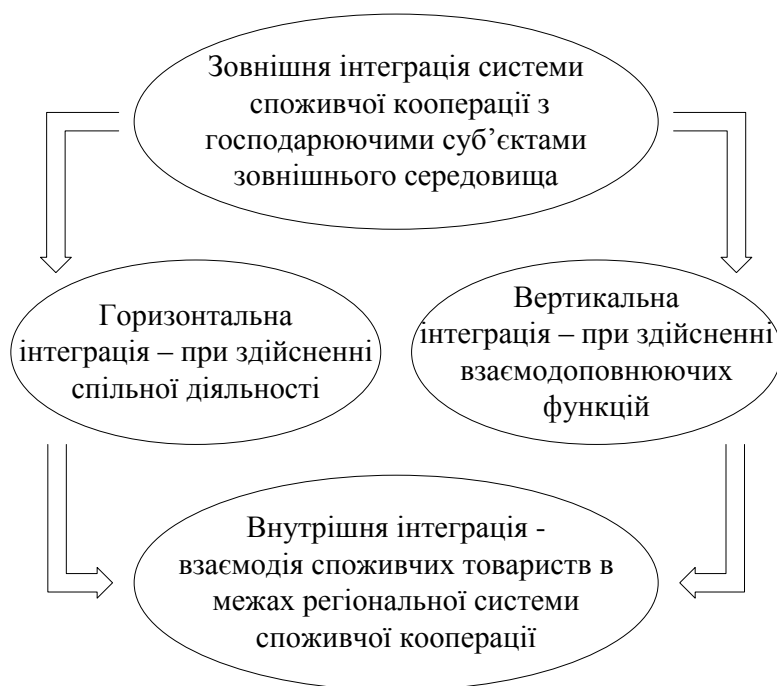 Зовнішня інтеграція системи
споживчої кооперації з
господарюючими суб’єктами
зовнішнього середовища
Горизонтальна
інтеграція – при здійсненні
спільної діяльності
Вертикальна
інтеграція – при здійсненні
взаємодоповнюючих
функцій
Внутрішня інтеграція -
взаємодія споживчих товариств в
межах регіональної системи
споживчої кооперації